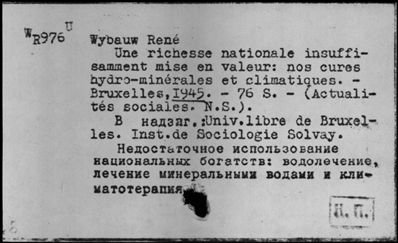 W R976 U
Wybauw René
Une richesse nationale insuffi-
samment mise en valeur: nos cures
hydro-minérales et climatiques. -
Bruxelles, 1945. - 76 S. - (Actuali-
tés sociales. N.S.).
В надзаг.: Univ.libre de Bruxel-
les. Inst.de Sociologie Solvay.
Недостаточное использование
национальных богатств: водолечение,
лечение минеральными водами и кли-
матотерапия
Н. П.